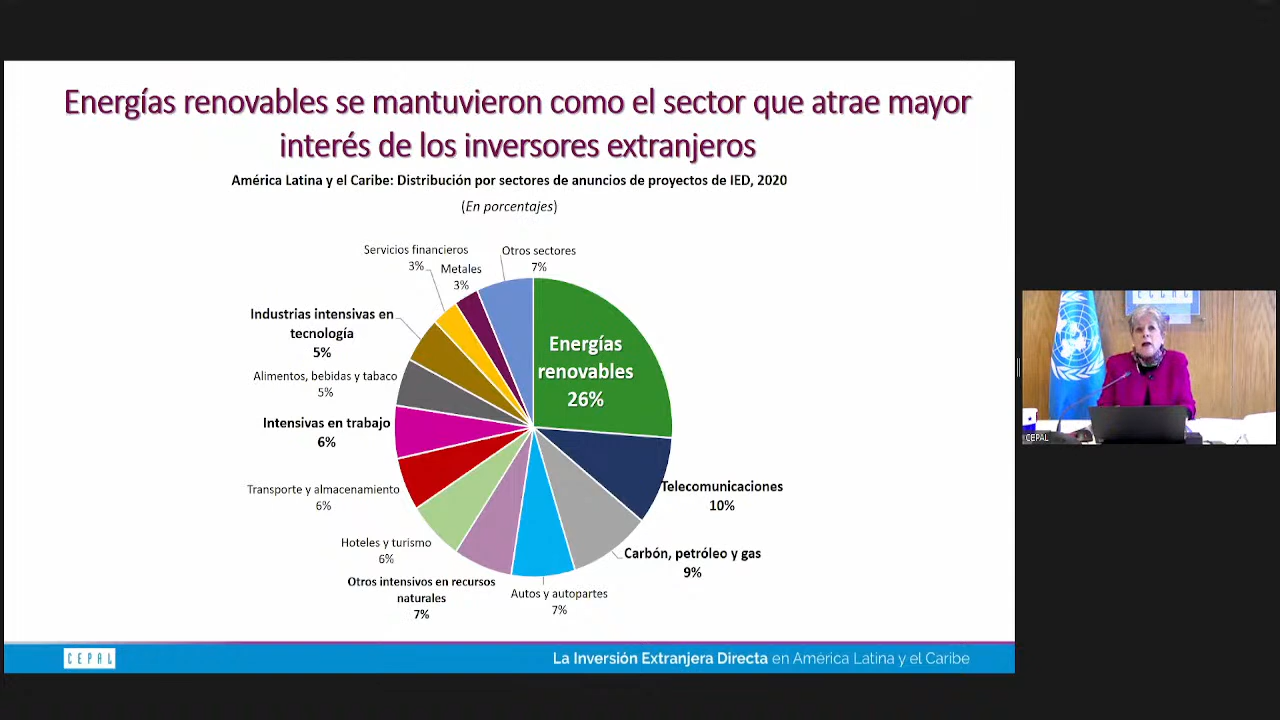 Energías renovables se mantuvieron como el sector que atrae mayor
interés de los inversores extranjeros
América Latina y el Caribe: Distribución por sectores de anuncios de proyectos de IED, 2020
(En porcentajes)
Servicios financieros
3%
Metales
3%
Otros sectores
7%
Energías
renovables
26%
Industrias intensivas en
tecnología
5%
Alimentos, bebidas y tabaco
5%
Intensivas en trabajo
6%
Transporte y almacenamiento
6%
Hoteles y turismo
6%
Otros intensivos en recursos
naturales
7%
Autos y autopartes
7%
Carbón, petróleo y gas
9%
Telecomunicaciones
10%
CEPAL
La Inversión Extranjera Directa en América Latina y el Caribe
CEPAL